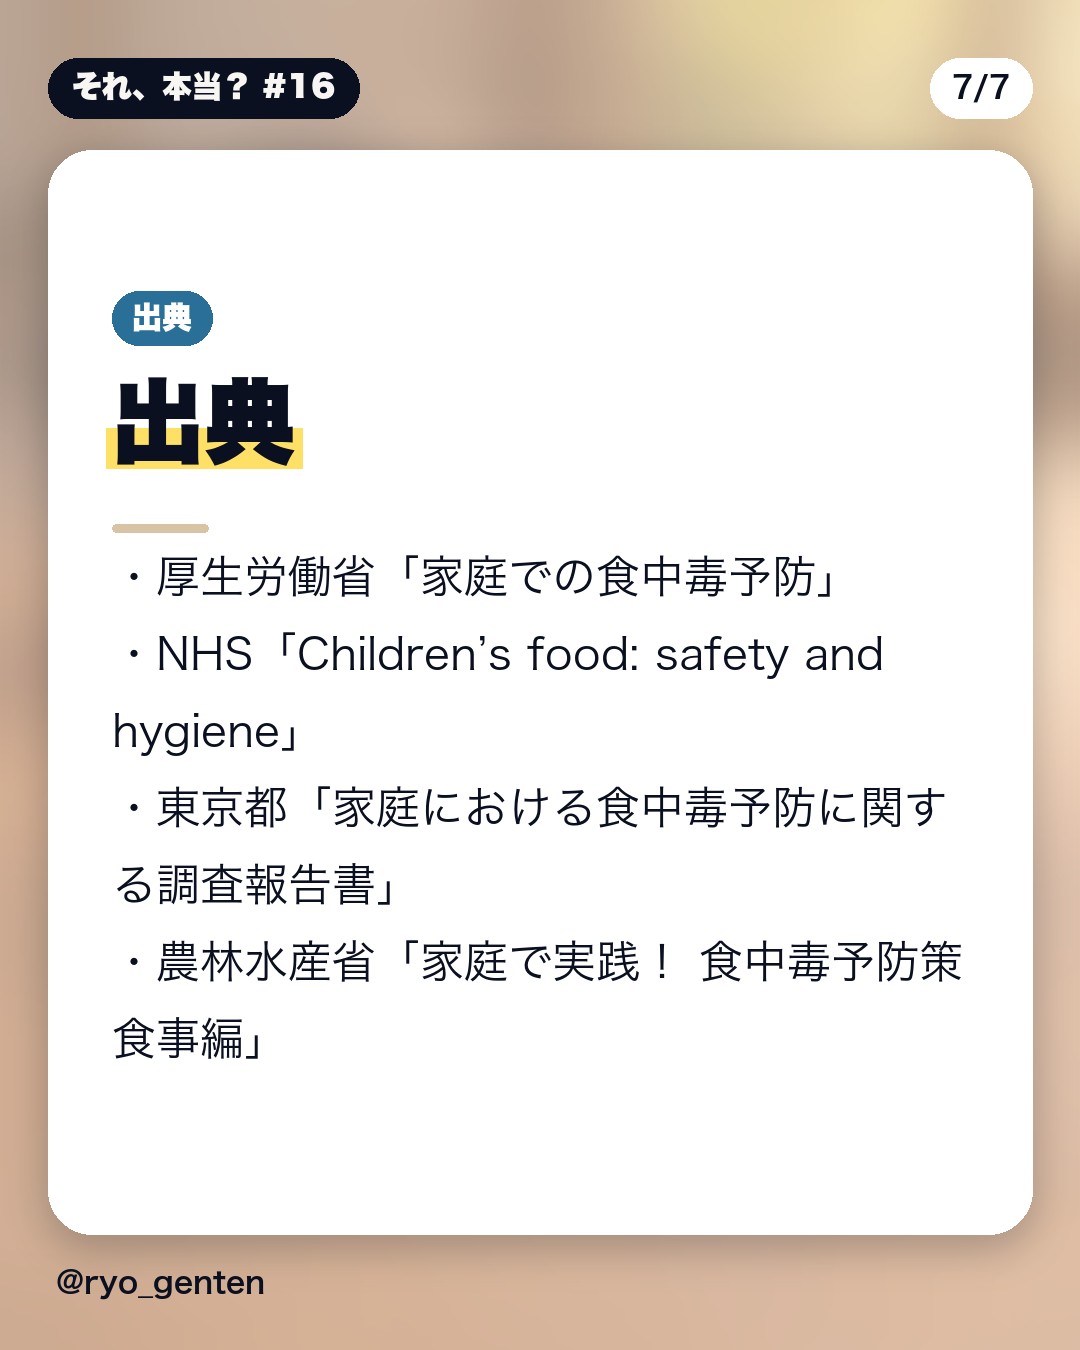 それ、本当？ #16
7/7
出典
出典
・厚生労働省「家庭での食中毒予防」
・NHS「Children’s food: safety and
hygiene」
・東京都「家庭における食中毒予防に関す
る調査報告書」
・農林水産省「家庭で実践！ 食中毒予防策
食事編」
@ryo_genten